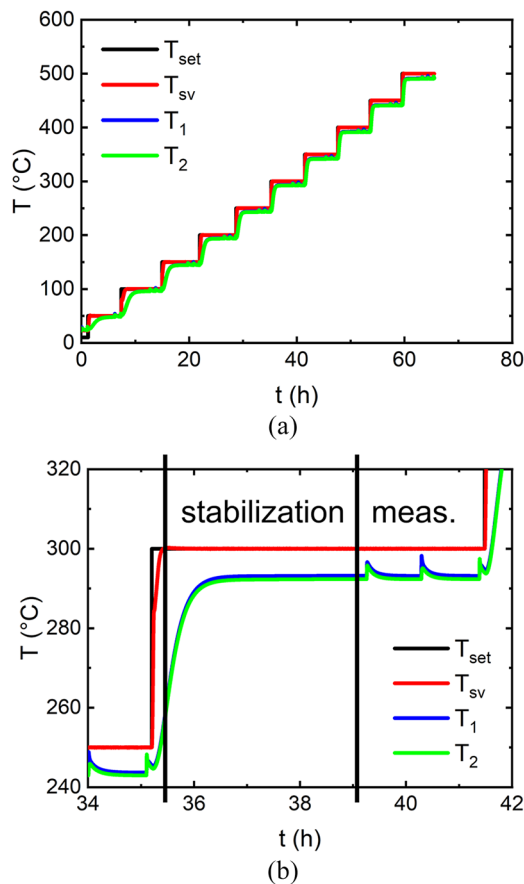 600
500
400
300
200
100
0
T (°C)
T_set
T_sv
T_1
T_2
0 20 40 60 80
t (h)
(a)
320
300
280
260
240
T (°C)
stabilization meas.
T_set
T_sv
T_1
T_2
34 36 38 40 42
t (h)
(b)